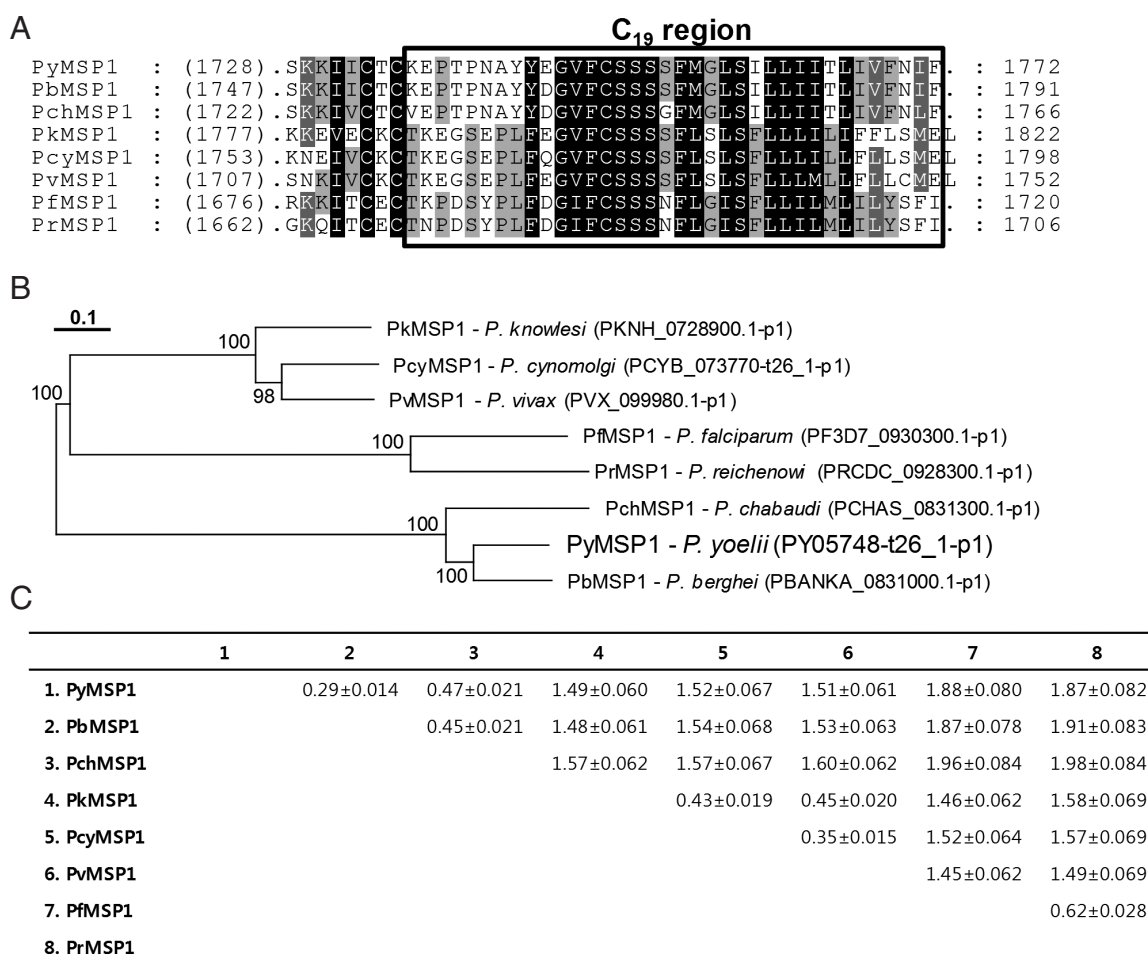 A
C19 region
PyMSP1 : (1728).SKKIICTCKEPTPNAYYEGVFCSSSSFMGLSILLIITLIVFNIF. : 1772
PbMSP1 : (1747).SKKIICTCKEPTPNAYYDGVFCSSSSFMGLSILLIITLIVFNIF. : 1791
PchMSP1 : (1722).SKKIVCTCVEPTPNAYYDGVFCSSSGFMGLSILLIITLIVFNLF. : 1766
PkMSP1 : (1777).KKEVECKCTKEGSEPLFEGVFCSSSSFLSLSFLLLILIFFLSMEL : 1822
PcyMSP1 : (1753).KNEIVCKCTKEGSEPLFQGVFCSSSSFLSLSFLLLILLFLLSMEL : 1798
PvMSP1 : (1707).SNKIVCKCTKEGSEPLFEGVFCSSSSFLSLSFLLLMLLFLLCMEL : 1752
PfMSP1 : (1676).RKKITCECTKPDSYPLFDGIFCSSSNFLGISFLLILMLILYSFI. : 1720
PrMSP1 : (1662).GKQITCECTNPDSYPLFDGIFCSSSNFLGISFLLILMLILYSFI. : 1706
B
0.1
100 PkMSP1 - P. knowlesi (PKNH_0728900.1-p1)
PcyMSP1 - P. cynomolgi (PCYB_073770-t26_1-p1)
100 98 PvMSP1 - P. vivax (PVX_099980.1-p1)
100 PfMSP1 - P. falciparum (PF3D7_0930300.1-p1)
PrMSP1 - P. reichenowi (PRCDC_0928300.1-p1)
100 PchMSP1 - P. chabaudi (PCHAS_0831300.1-p1)
PyMSP1 - P. yoelii (PY05748-t26_1-p1)
100 PbMSP1 - P. berghei (PBANKA_0831000.1-p1)
C
1 2 3 4 5 6 7 8
1. PyMSP1 0.29±0.014 0.47±0.021 1.49±0.060 1.52±0.067 1.51±0.061 1.88±0.080 1.87±0.082
2. PbMSP1 0.45±0.021 1.48±0.061 1.54±0.068 1.53±0.063 1.87±0.078 1.91±0.083
3. PchMSP1 1.57±0.062 1.57±0.067 1.60±0.062 1.96±0.084 1.98±0.084
4. PkMSP1 0.43±0.019 0.45±0.020 1.46±0.062 1.58±0.069
5. PcyMSP1 0.35±0.015 1.52±0.064 1.57±0.069
6. PvMSP1 1.45±0.062 1.49±0.069
7. PfMSP1 0.62±0.028
8. PrMSP1